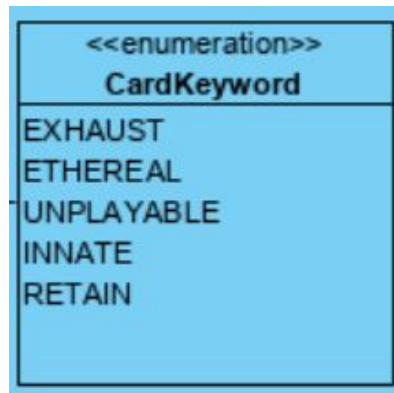 <<enumeration>>
CardKeyword
EXHAUST
ETHEREAL
UNPLAYABLE
INNATE
RETAIN